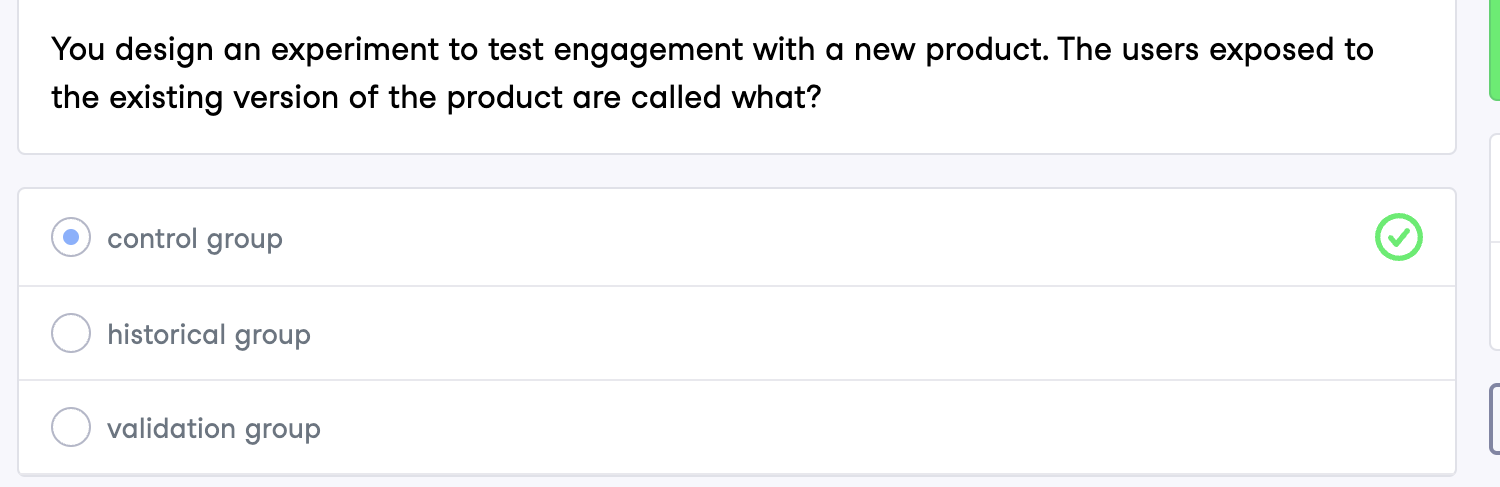 You design an experiment to test engagement with a new product. The users exposed to
the existing version of the product are called what?
control group
historical group
validation group